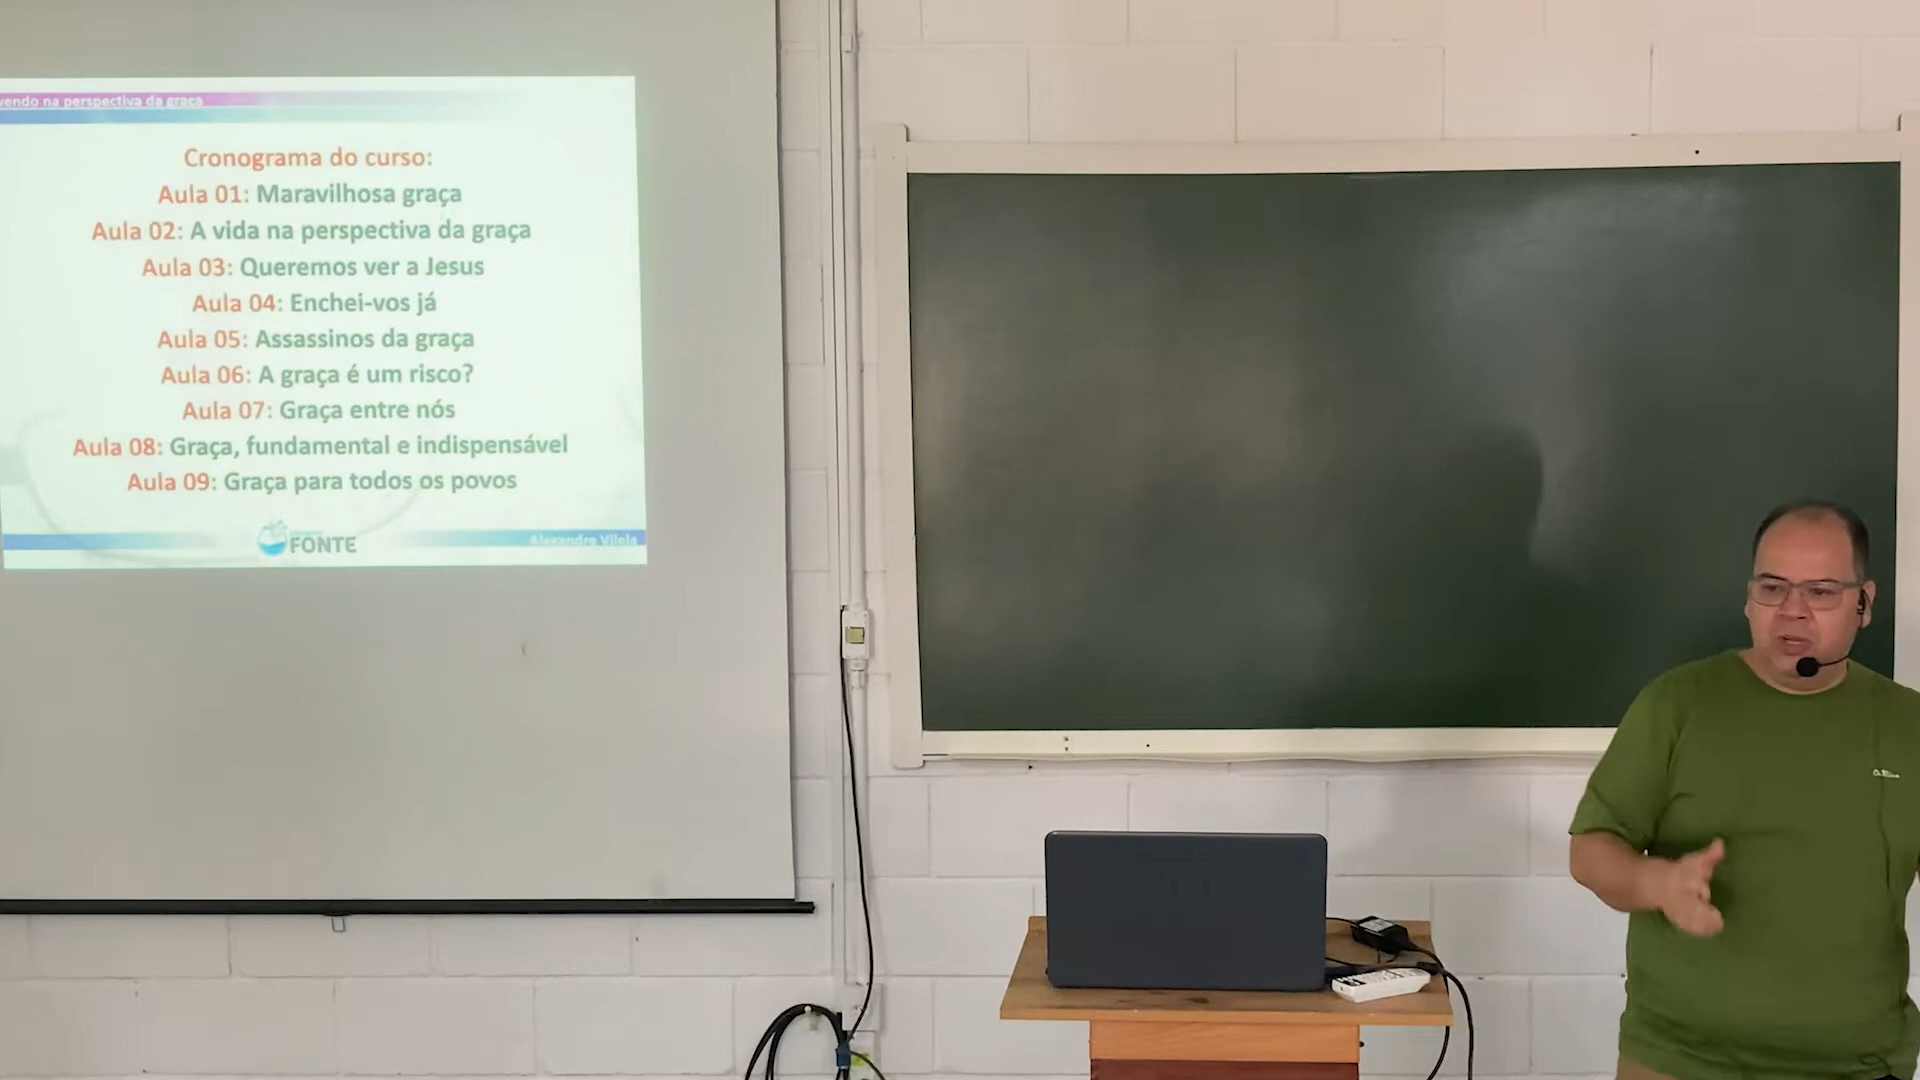 vendo na perspectiva da graça
Cronograma do curso:
Aula 01: Maravilhosa graça
Aula 02: A vida na perspectiva da graça
Aula 03: Queremos ver a Jesus
Aula 04: Enchei-vos já
Aula 05: Assassinos da graça
Aula 06: A graça é um risco?
Aula 07: Graça entre nós
Aula 08: Graça, fundamental e indispensável
Aula 09: Graça para todos os povos
FONTE
Alexandre Vilela